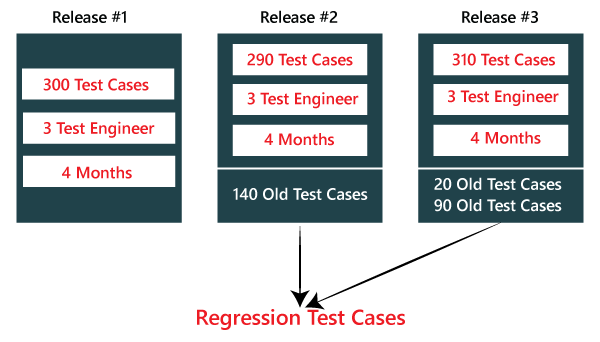 Release #1
300 Test Cases
3 Test Engineer
4 Months
Release #2
290 Test Cases
3 Test Engineer
4 Months
140 Old Test Cases
Release #3
310 Test Cases
3 Test Engineer
4 Months
20 Old Test Cases
90 Old Test Cases
Regression Test Cases